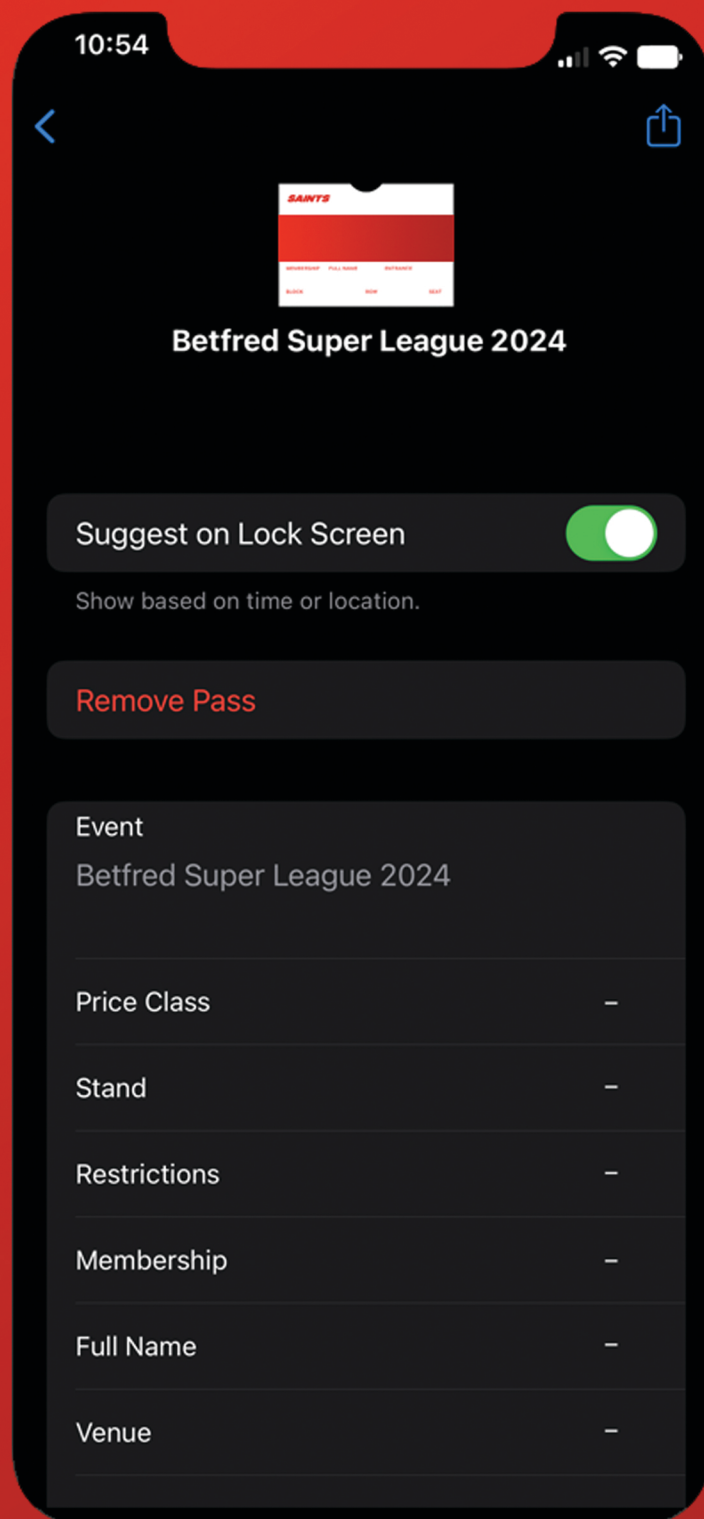 10:54
SAINTS
MEMBERSHIP FULL NAME ENTRANCE
BLOCK ROW SEAT
Betfred Super League 2024
Suggest on Lock Screen
Show based on time or location.
Remove Pass
Event
Betfred Super League 2024
Price Class –
Stand –
Restrictions –
Membership –
Full Name –
Venue –